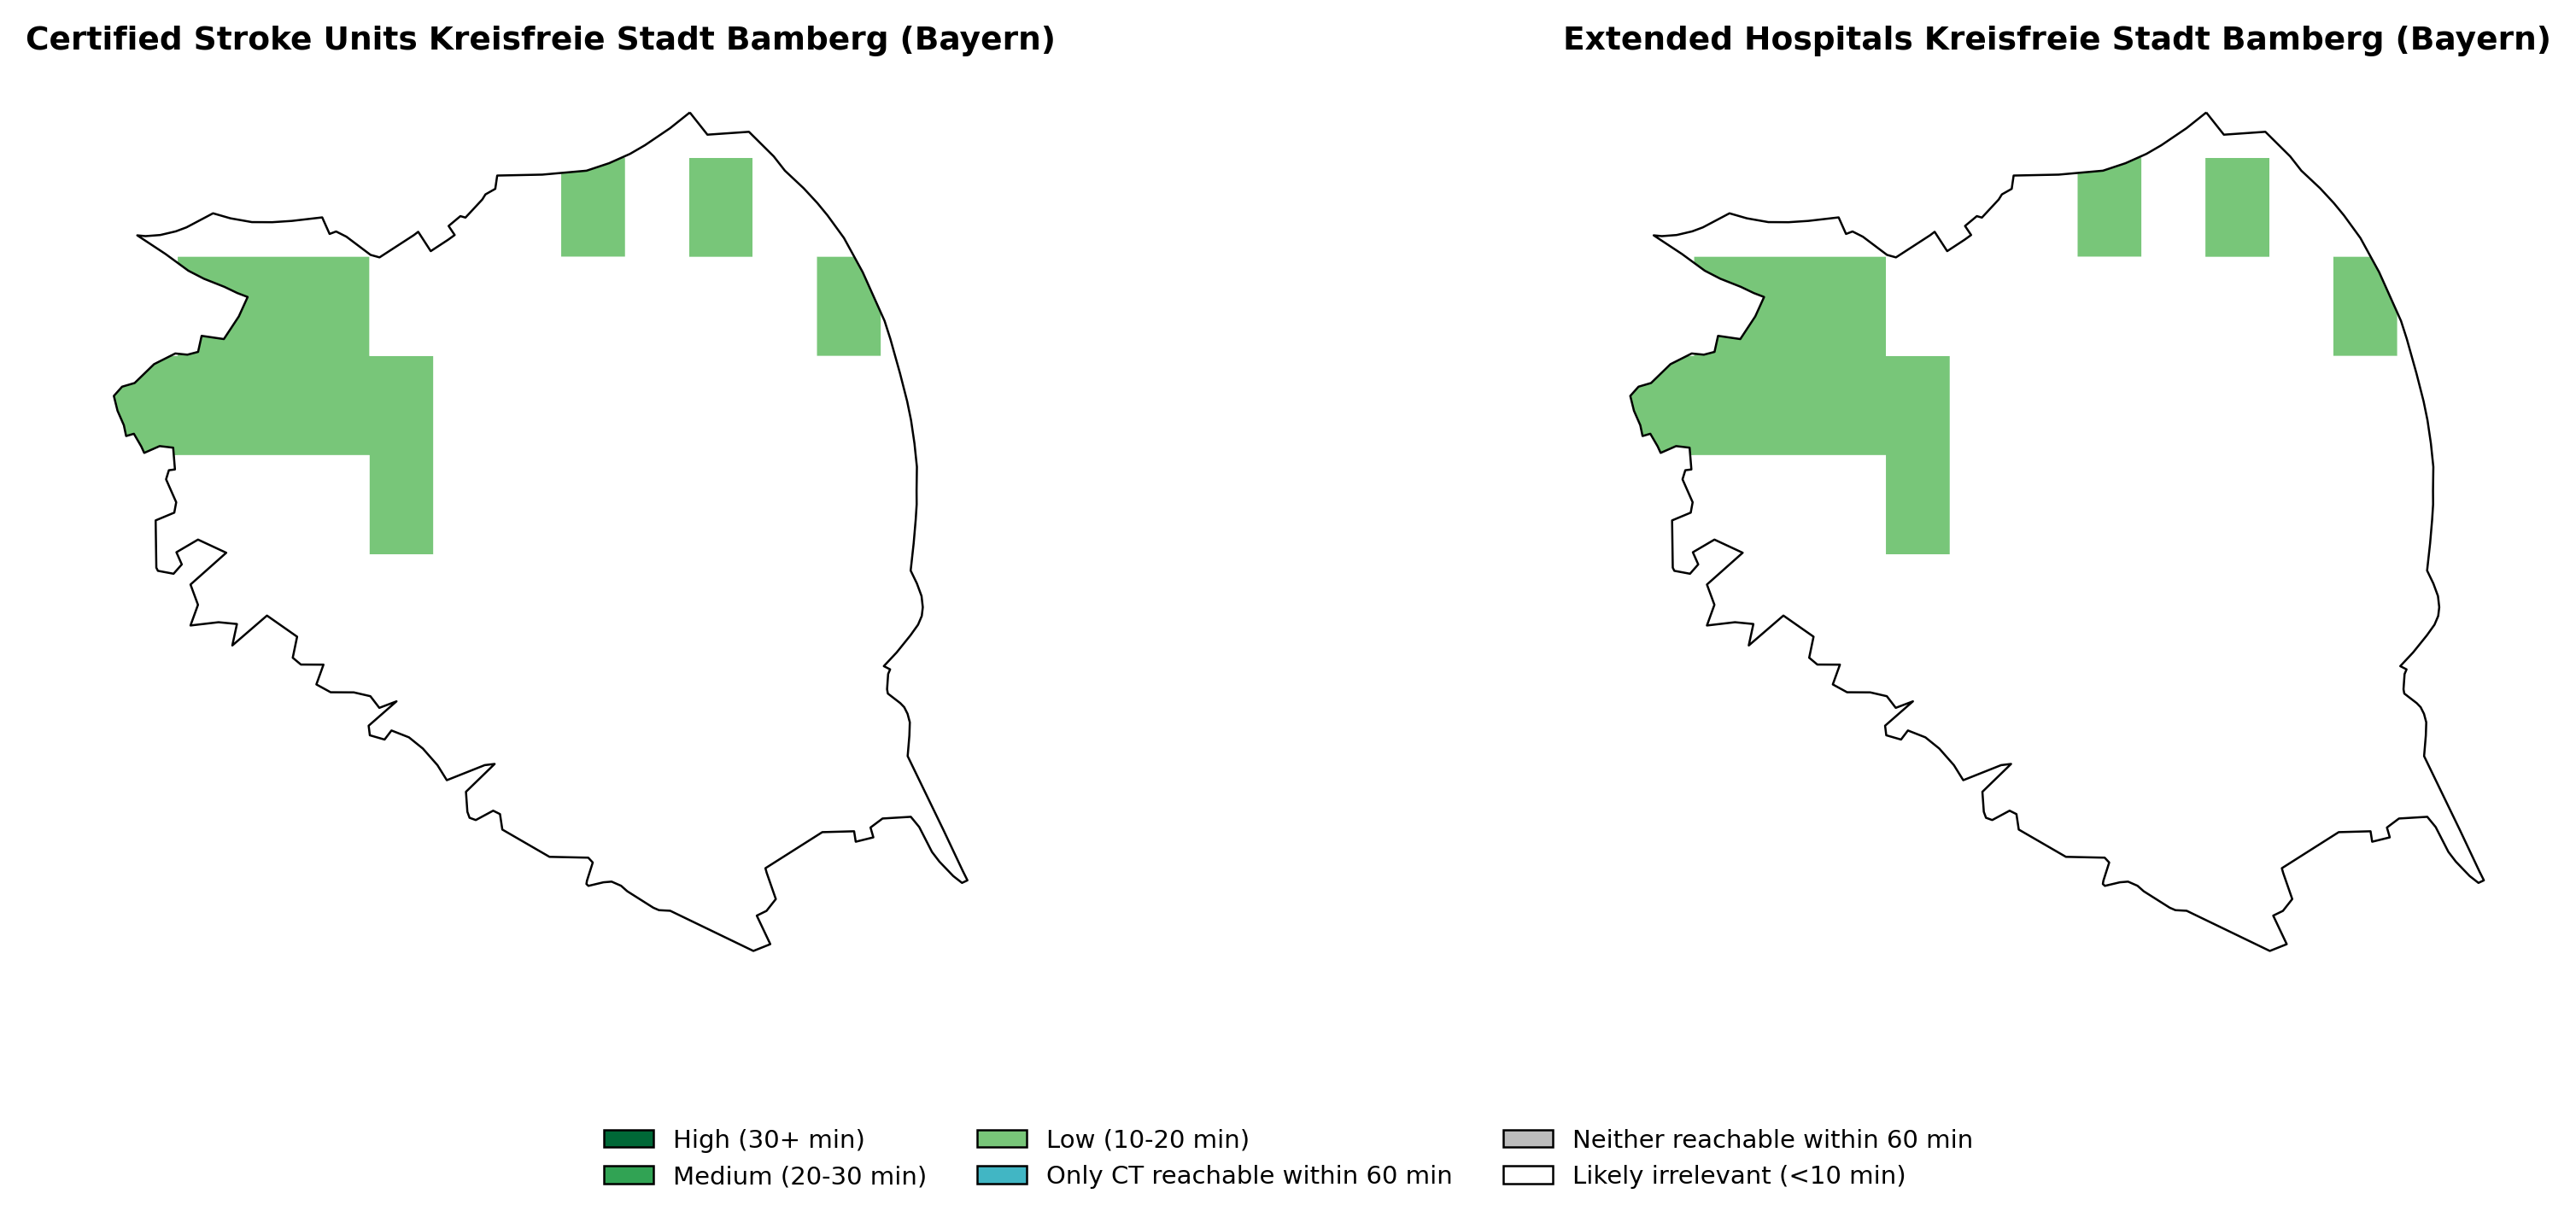 Certified Stroke Units Kreisfreie Stadt Bamberg (Bayern)
Extended Hospitals Kreisfreie Stadt Bamberg (Bayern)
High (30+ min)
Medium (20-30 min)
Low (10-20 min)
Only CT reachable within 60 min
Neither reachable within 60 min
Likely irrelevant (<10 min)